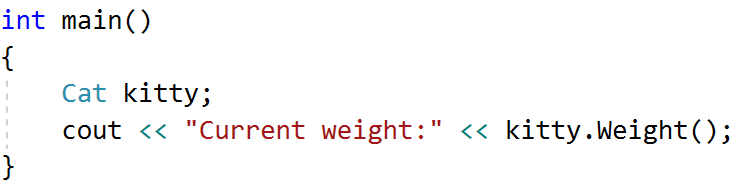 int main()
{
    Cat kitty;
    cout << "Current weight:" << kitty.Weight();
}